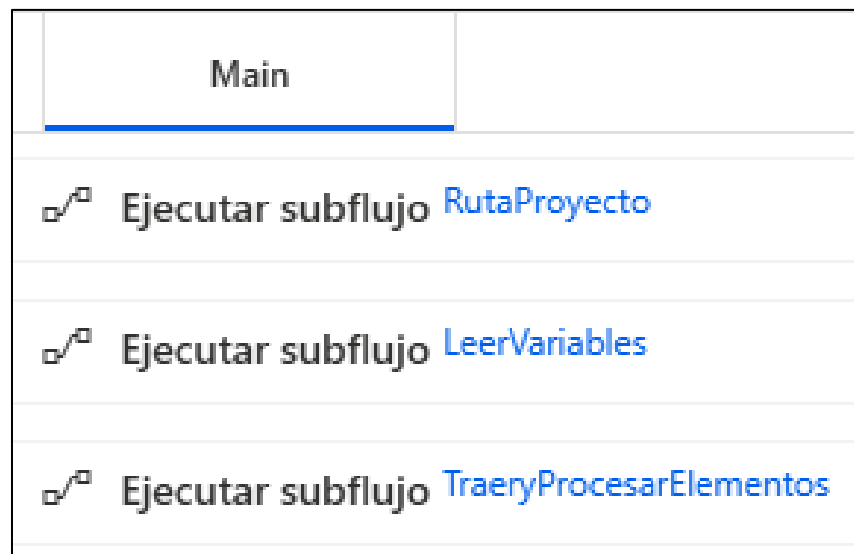 Main
Ejecutar subflujo RutaProyecto
Ejecutar subflujo LeerVariables
Ejecutar subflujo TraeryProcesarElementos